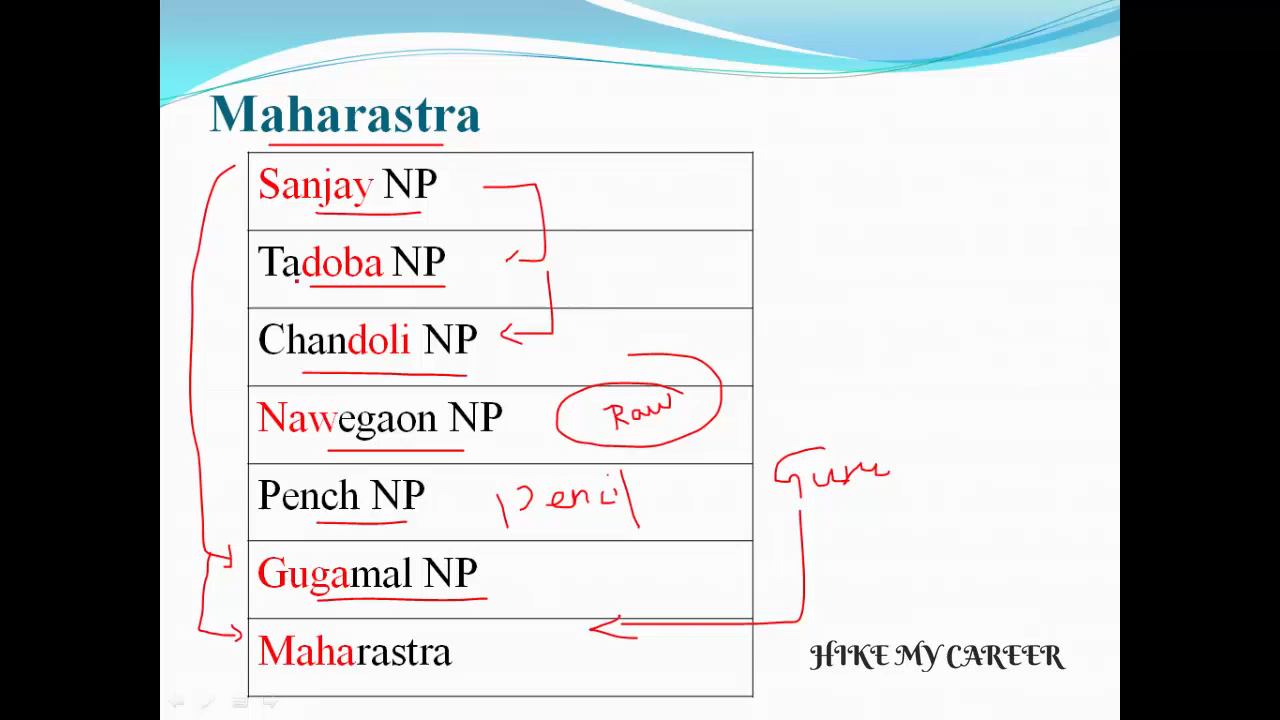 Maharastra
Sanjay NP
Tadoba NP
Chandoli NP
Nawegaon NP
Raw
Pench NP
Pencil
Guru
Gugamal NP
Maharastra
HIKE MY CAREER